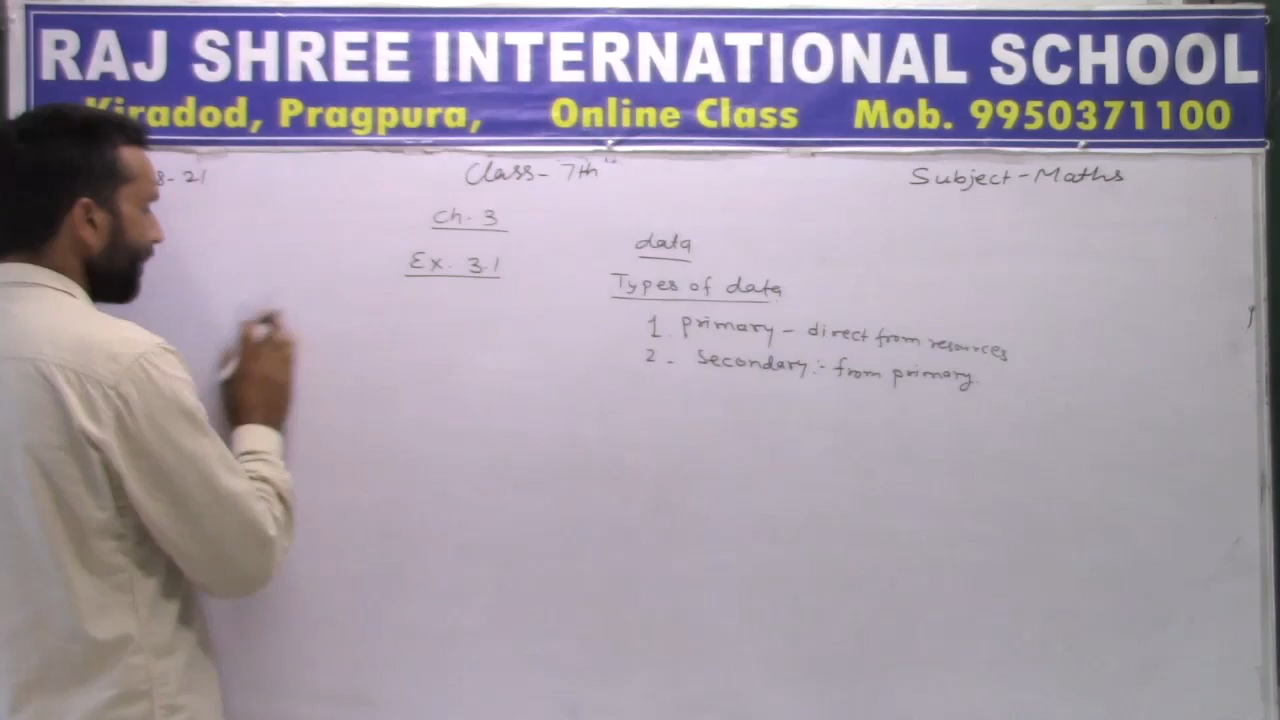 RAJ SHREE INTERNATIONAL SCHOOL
Kiradod, Pragpura, Online Class Mob. 9950371100
8-21 Class-7th Subject-Maths
Ch. 3
data
Ex. 3.1
Types of data
1. Primary - direct from resources
2 - Secondary :- from primary.